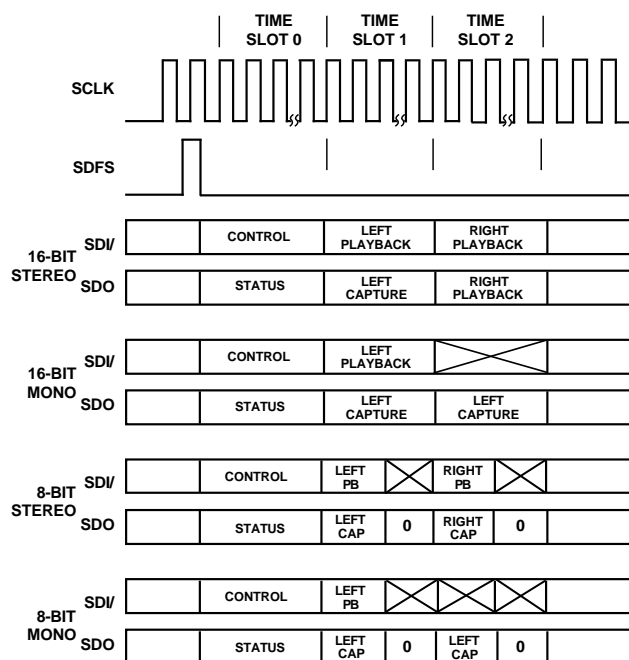 TIME SLOT 0
TIME SLOT 1
TIME SLOT 2
SCLK
SDFS
16-BIT STEREO
SDI/
CONTROL
LEFT PLAYBACK
RIGHT PLAYBACK
SDO
STATUS
LEFT CAPTURE
RIGHT PLAYBACK
16-BIT MONO
SDI/
CONTROL
LEFT PLAYBACK
SDO
STATUS
LEFT CAPTURE
LEFT CAPTURE
8-BIT STEREO
SDI/
CONTROL
LEFT PB
RIGHT PB
SDO
STATUS
LEFT CAP
0
RIGHT CAP
0
8-BIT MONO
SDI/
CONTROL
LEFT PB
SDO
STATUS
LEFT CAP
0
LEFT CAP
0